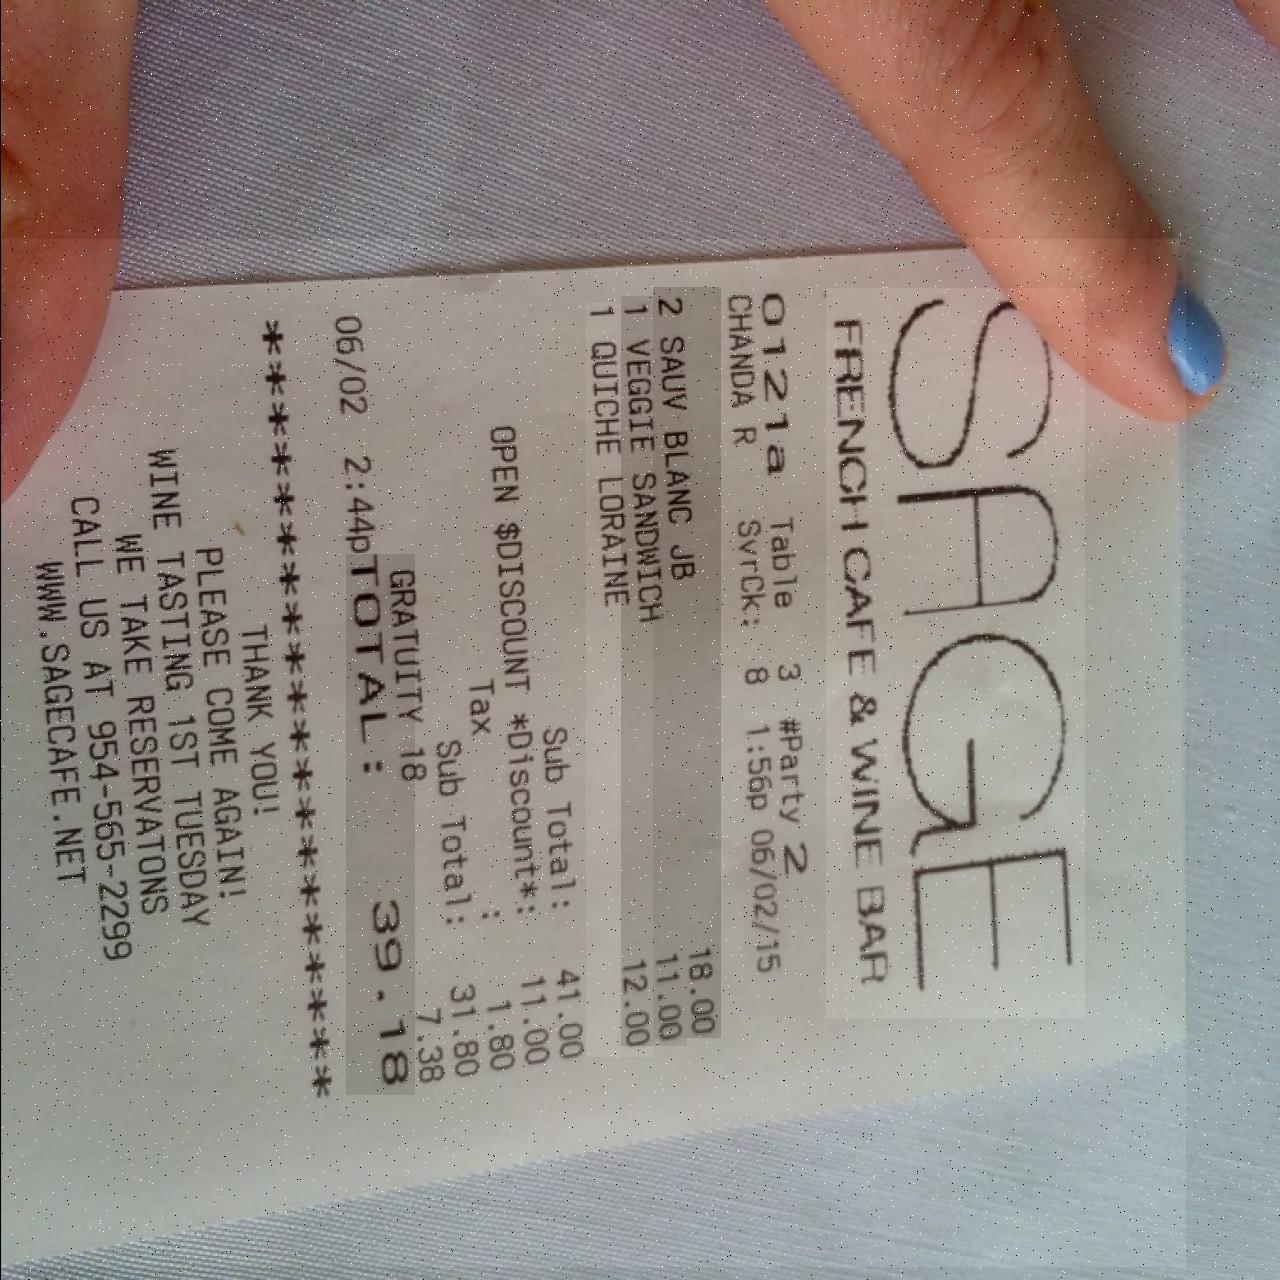 SAGE
FRENCH CAFE & WINE BAR
0121a Table 3 #Party 2
CHANDA R SvrCk: 8 1:56p 06/02/15
2 SAUV BLANC JB 18.00
1 VEGGIE SANDWICH 11.00
1 QUICHE LORAINE 12.00
Sub Total: 41.00
OPEN $DISCOUNT *Discount*: 11.00
Tax : 1.80
Sub Total: 31.80
GRATUITY 18 7.38
06/02 2:44pTOTAL: 39.18
***********************
THANK YOU!
PLEASE COME AGAIN!
WINE TASTING 1ST TUESDAY
WE TAKE RESERVATONS
CALL US AT 954-565-2299
WWW.SAGECAFE.NET